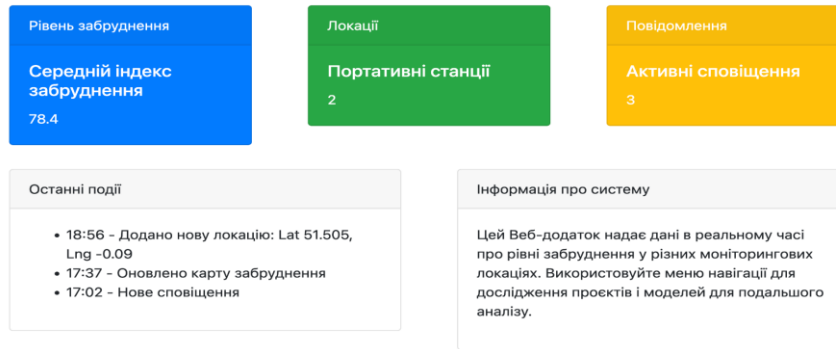 Рівень забруднення
Середній індекс
забруднення
78.4
Локації
Портативні станції
2
Повідомлення
Активні сповіщення
3
Останні події
• 18:56 - Додано нову локацію: Lat 51.505,
Lng -0.09
• 17:37 - Оновлено карту забруднення
• 17:02 - Нове сповіщення
Інформація про систему
Цей Веб-додаток надає дані в реальному часі
про рівні забруднення у різних моніторингових
локаціях. Використовуйте меню навігації для
дослідження проєктів і моделей для подальшого
аналізу.